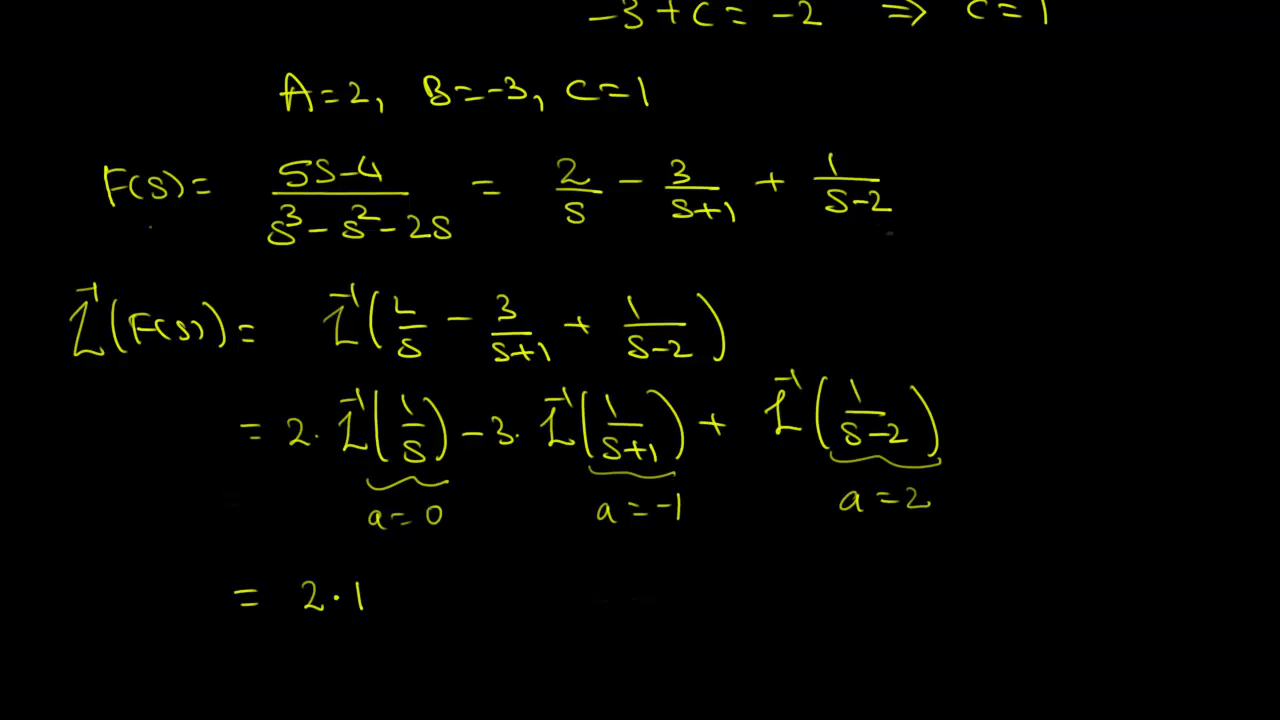 -3 + C = -2 ⇒ C = 1
A = 2, B = -3, C = 1
F(S) = (5S-4)/(S³ - S² - 2S) = 2/S - 3/(S+1) + 1/(S-2)
L⁻¹(F(S)) = L⁻¹(2/S - 3/(S+1) + 1/(S-2))
= 2. L⁻¹(1/S) - 3. L⁻¹(1/(S+1)) + L⁻¹(1/(S-2))
a = 0 a = -1 a = 2
= 2 · 1